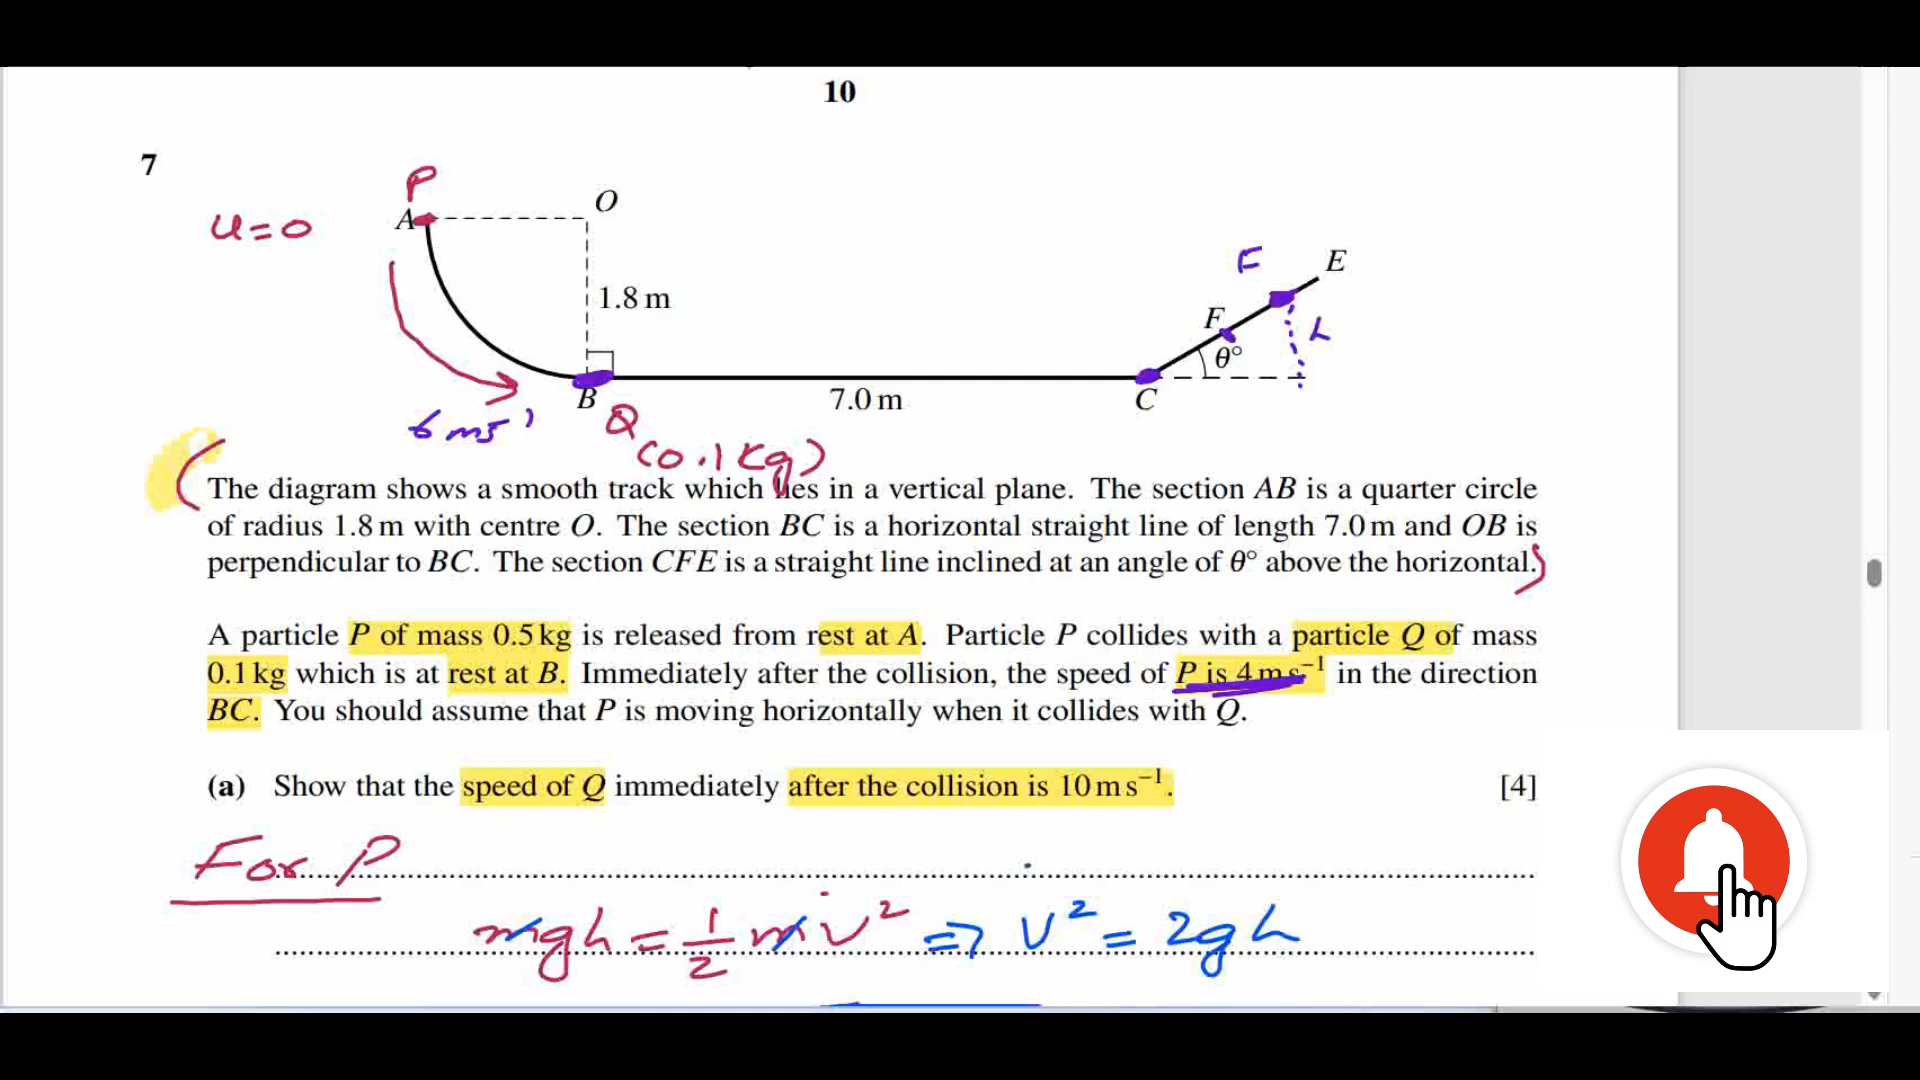 10
7
P
A
O
u=0
1.8 m
E
F
F
h
θ°
B
7.0 m
C
6 ms⁻¹
Q
(0.1 kg)
The diagram shows a smooth track which lies in a vertical plane. The section AB is a quarter circle
of radius 1.8 m with centre O. The section BC is a horizontal straight line of length 7.0 m and OB is
perpendicular to BC. The section CFE is a straight line inclined at an angle of θ° above the horizontal.
A particle P of mass 0.5 kg is released from rest at A. Particle P collides with a particle Q of mass
0.1 kg which is at rest at B. Immediately after the collision, the speed of P is 4 m s⁻¹ in the direction
BC. You should assume that P is moving horizontally when it collides with Q.
(a) Show that the speed of Q immediately after the collision is 10 m s⁻¹. [4]
For P
mgh = 1/2 mv² ⇒ v² = 2gh